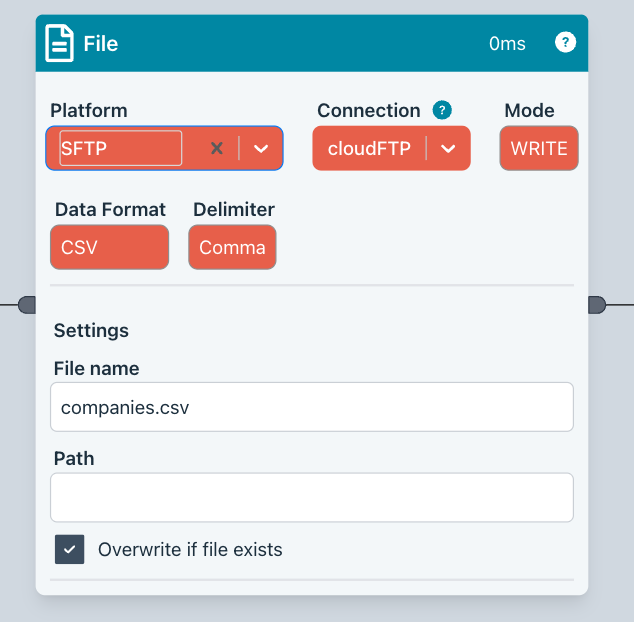 File 0ms ?
Platform Connection ? Mode
SFTP cloudFTP WRITE
Data Format Delimiter
CSV Comma
Settings
File name
companies.csv
Path
Overwrite if file exists